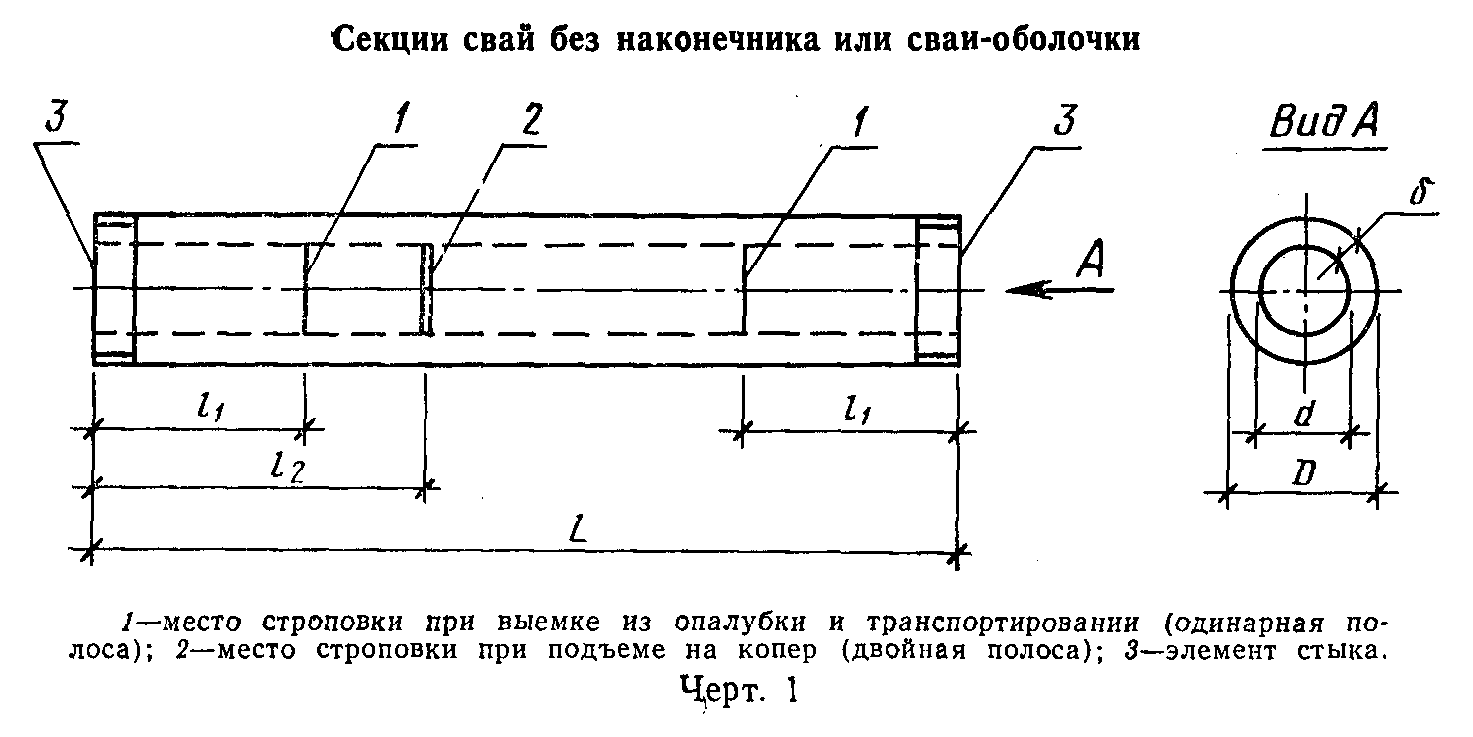 Секции свай без наконечника или сваи-оболочки
3 1 2 1 3 Вид А
δ
А
l1 l1
d
l2
D
L
1—место строповки при выемке из опалубки и транспортировании (одинарная по-
лоса); 2—место строповки при подъеме на копер (двойная полоса); 3—элемент стыка.
Черт. 1